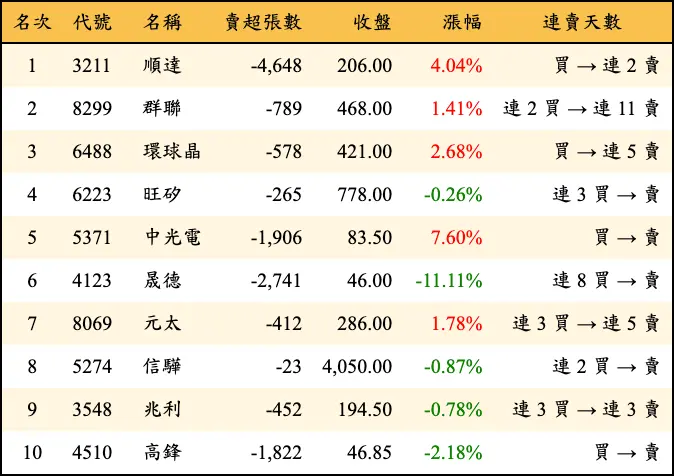 名次 代號 名稱 賣超張數 收盤 漲幅 連賣天數
1 3211 順達 -4,648 206.00 4.04% 買 → 連 2 賣
2 8299 群聯 -789 468.00 1.41% 連 2 買 → 連 11 賣
3 6488 環球晶 -578 421.00 2.68% 買 → 連 5 賣
4 6223 旺矽 -265 778.00 -0.26% 連 3 買 → 賣
5 5371 中光電 -1,906 83.50 7.60% 買 → 賣
6 4123 晟德 -2,741 46.00 -11.11% 連 8 買 → 賣
7 8069 元太 -412 286.00 1.78% 連 3 買 → 連 5 賣
8 5274 信驊 -23 4,050.00 -0.87% 連 2 買 → 賣
9 3548 兆利 -452 194.50 -0.78% 連 3 買 → 連 3 賣
10 4510 高鋒 -1,822 46.85 -2.18% 買 → 賣